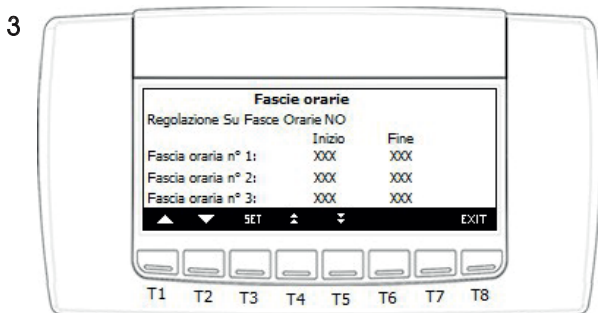 3
Fascie orarie
Regolazione Su Fasce Orarie NO
Inizio Fine
Fascia oraria n° 1: XXX XXX
Fascia oraria n° 2: XXX XXX
Fascia oraria n° 3: XXX XXX
SET EXIT
T1 T2 T3 T4 T5 T6 T7 T8